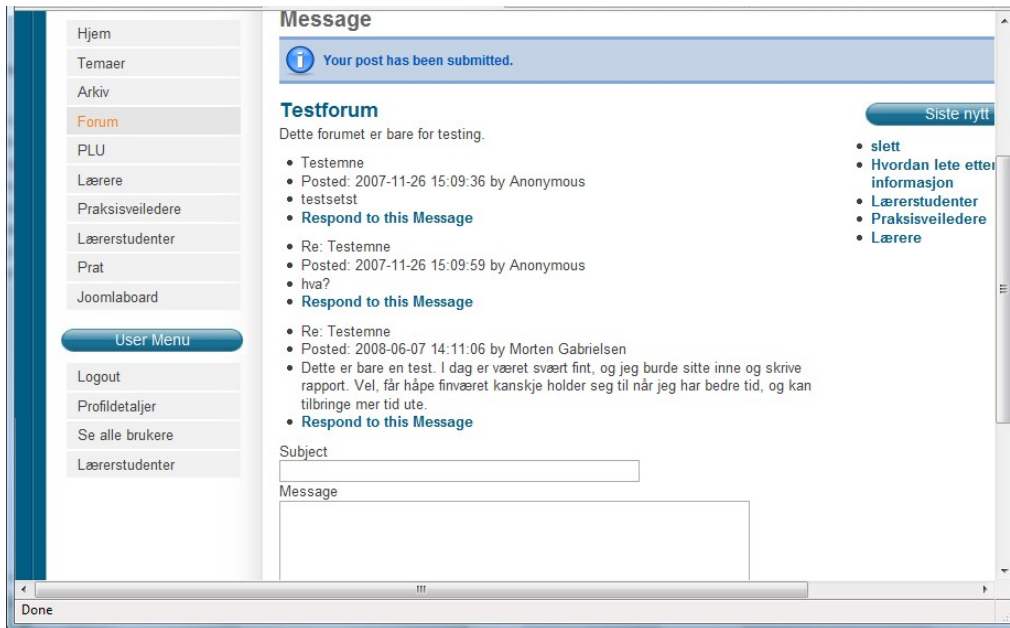 Hjem
Temaer
Arkiv
Forum
PLU
Lærere
Praksisveiledere
Lærerstudenter
Prat
Joomlaboard
User Menu
Logout
Profildetaljer
Se alle brukere
Lærerstudenter
Message
Your post has been submitted.
Testforum
Dette forumet er bare for testing.
Testemne
Posted: 2007-11-26 15:09:36 by Anonymous
testsetst
Respond to this Message
Re: Testemne
Posted: 2007-11-26 15:09:59 by Anonymous
hva?
Respond to this Message
Re: Testemne
Posted: 2008-06-07 14:11:06 by Morten Gabrielsen
Dette er bare en test. I dag er været svært fint, og jeg burde sitte inne og skrive
rapport. Vel, får håpe finværet kanskje holder seg til når jeg har bedre tid, og kan
tilbringe mer tid ute.
Respond to this Message
Subject
Message
Siste nytt
slett
Hvordan lete etter
informasjon
Lærerstudenter
Praksisveiledere
Lærere
Done